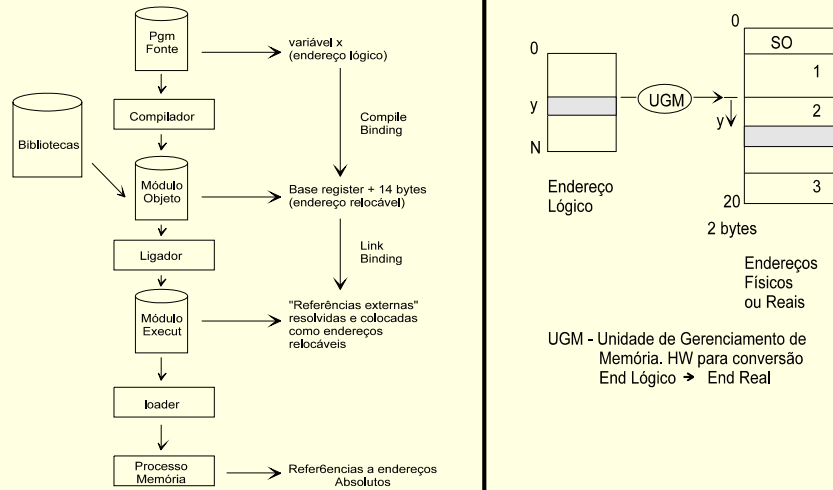 Pgm
Fonte
variável x
(endereço lógico)
Compilador
Compile
Binding
Bibliotecas
Módulo
Objeto
Base register + 14 bytes
(endereço relocável)
Ligador
Link
Binding
Módulo
Execut
"Referências externas"
resolvidas e colocadas
como endereços
relocáveis
loader
Processo
Memória
Refer6encias a endereços
Absolutos
0
y
N
Endereço
Lógico
UGM
0
SO
1
y
2
3
20
2 bytes
Endereços
Físicos
ou Reais
UGM - Unidade de Gerenciamento de
Memória. HW para conversão
End Lógico → End Real